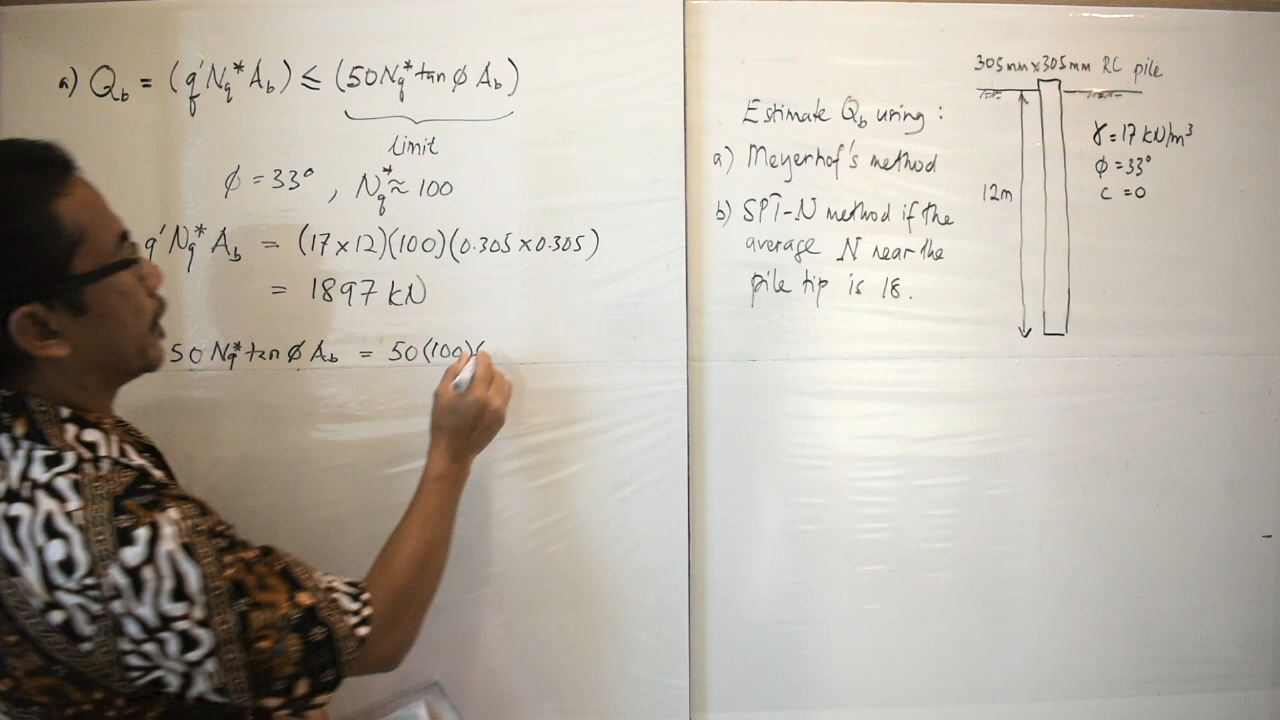 a) Q_b = (q'N_q*A_b) ≤ (50N_q*tan φ A_b)
limit
φ = 33°, N_q* ≈ 100
q'N_q*A_b = (17×12)(100)(0.305×0.305)
= 1897 kN
50 N_q* tan φ A_b = 50(100)(
305mm×305mm RC pile
Estimate Q_b using :
a) Meyerhof's method
b) SPT-N method if the
average N near the
pile tip is 18.
12m
γ = 17 kN/m³
φ = 33°
c = 0